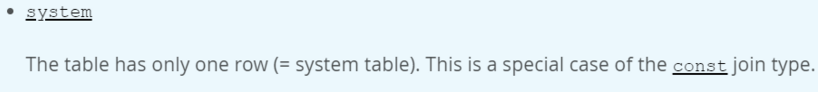 • system
The table has only one row (= system table). This is a special case of the const join type.